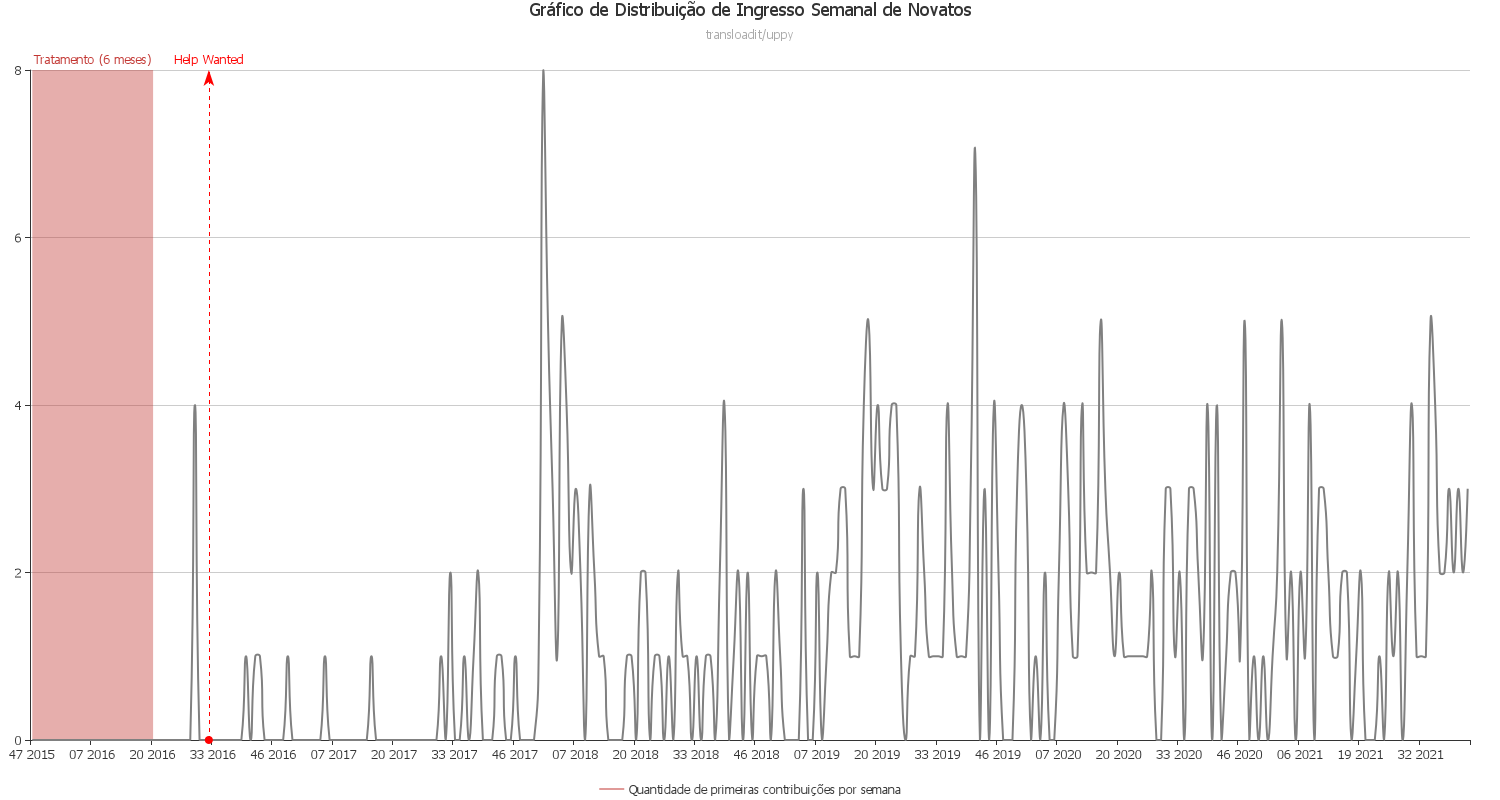 Gráfico de Distribuição de Ingresso Semanal de Novatos
transloadit/uppy
Tratamento (6 meses) Help Wanted
8
6
4
2
0
47 2015 07 2016 20 2016 33 2016 46 2016 07 2017 20 2017 33 2017 46 2017 07 2018 20 2018 33 2018 46 2018 07 2019 20 2019 33 2019 46 2019 07 2020 20 2020 33 2020 46 2020 06 2021 19 2021 32 2021
Quantidade de primeiras contribuições por semana